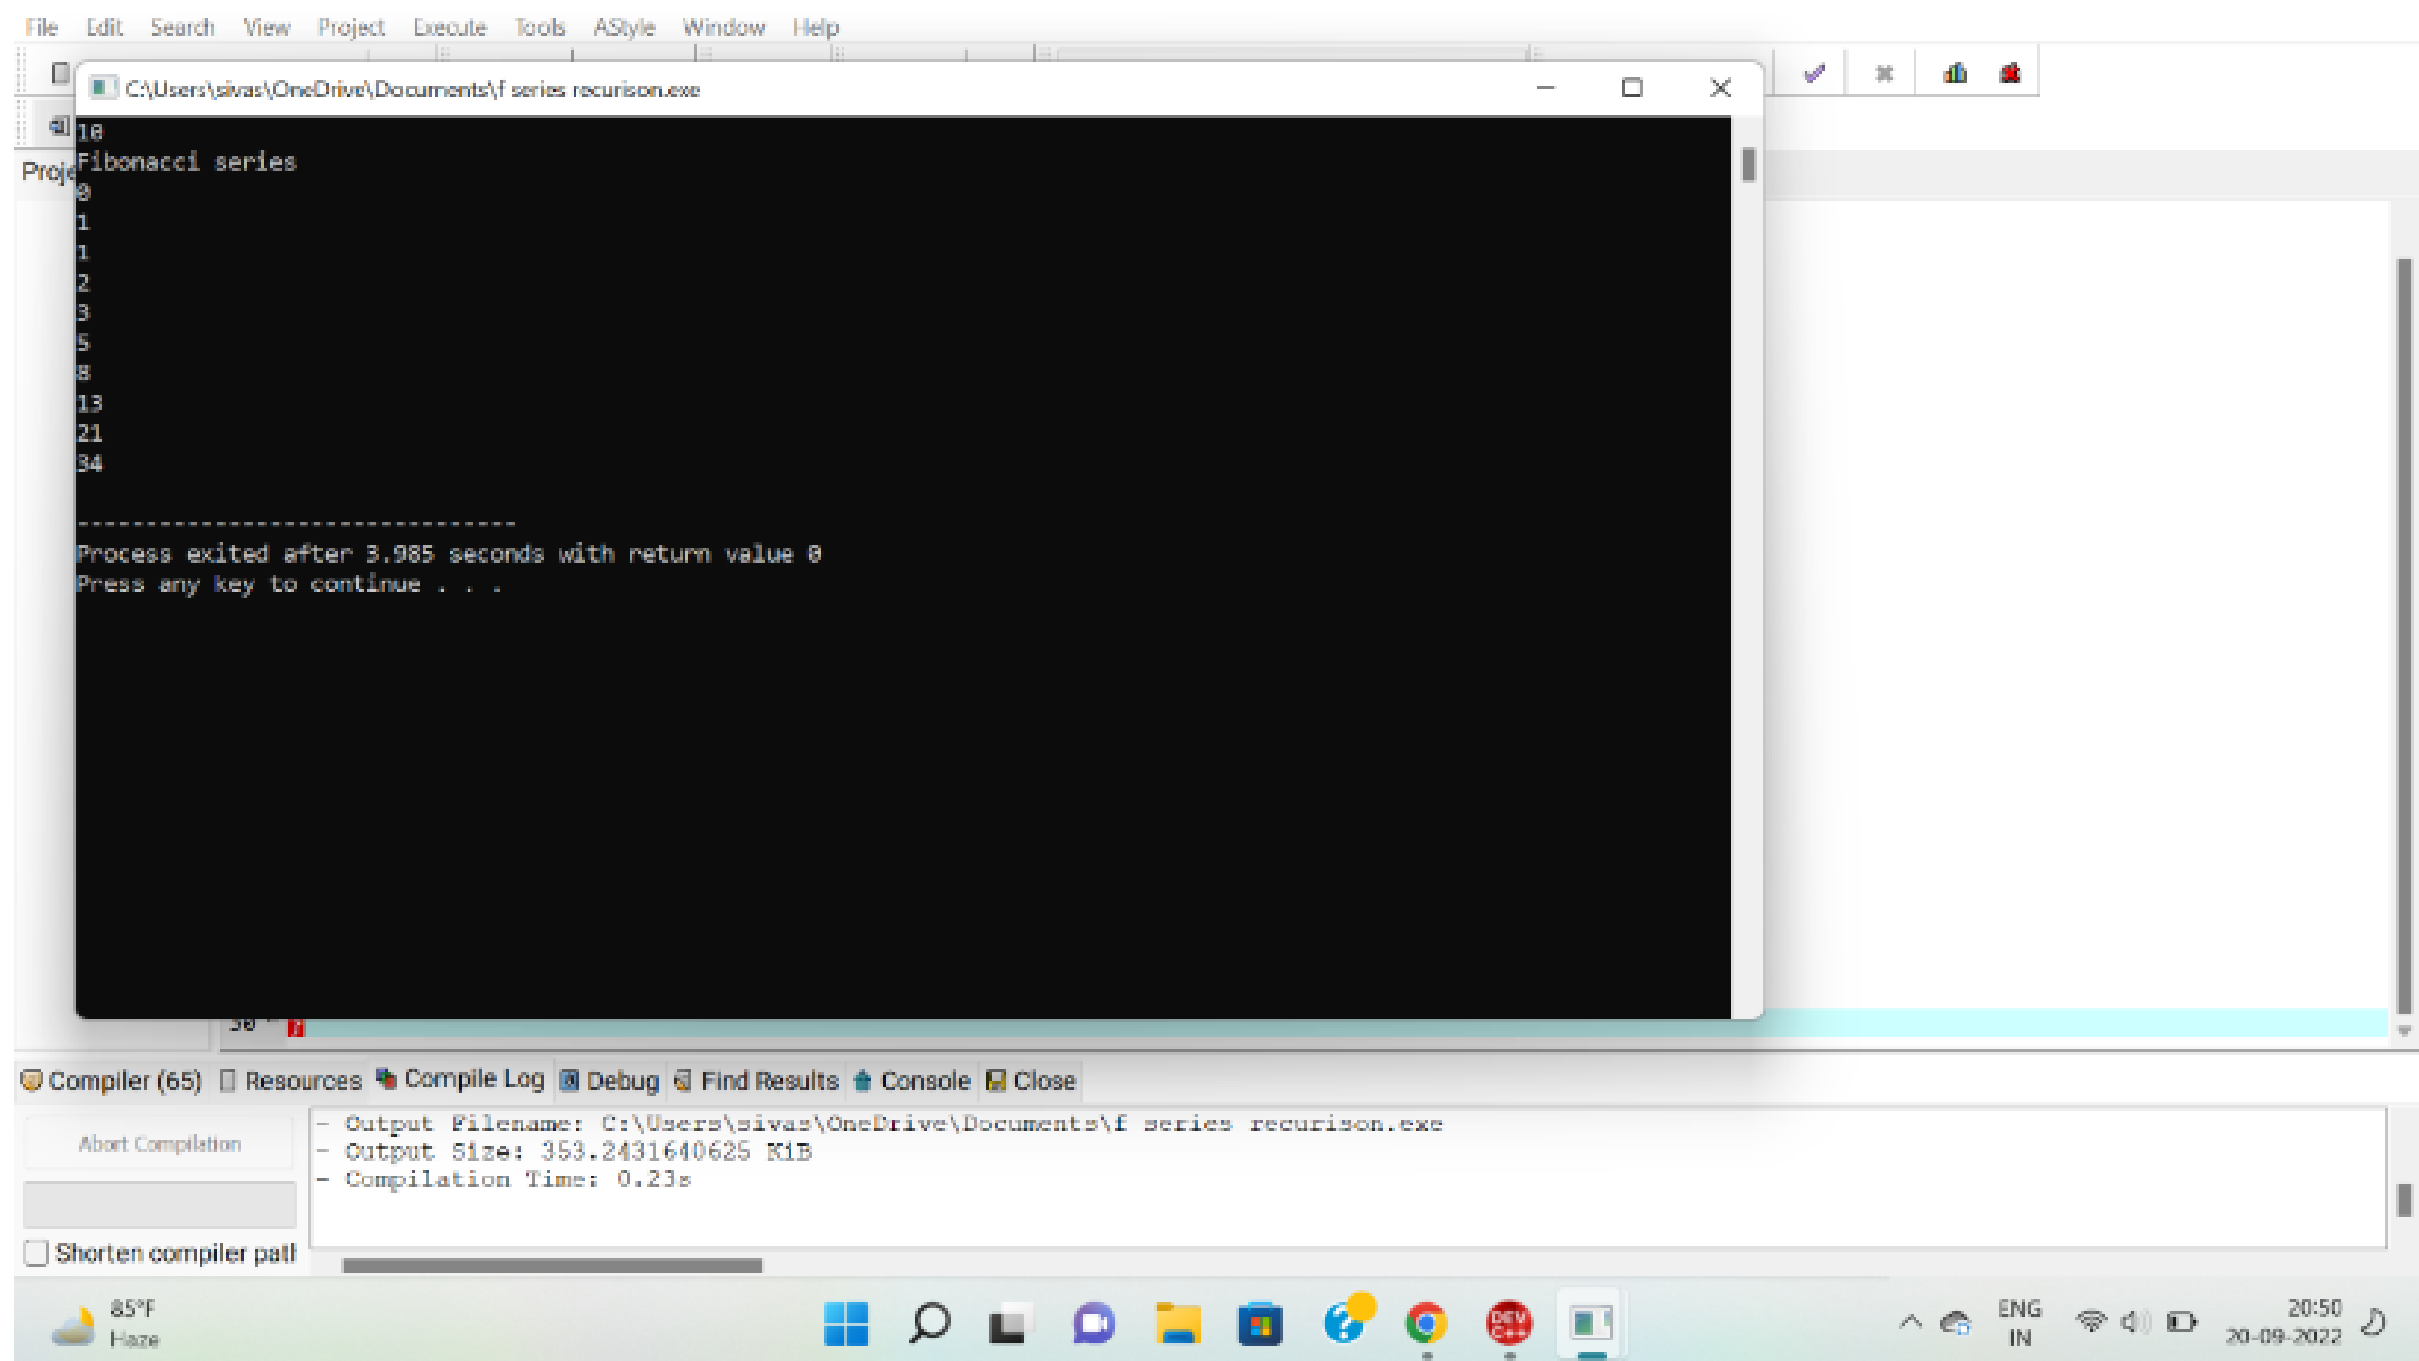 File Edit Search View Project Execute Tools AStyle Window Help
C:\Users\sivas\OneDrive\Documents\f series recurison.exe
10
Fibonacci series
Proje
0
1
1
2
3
5
8
13
21
34
--------------------------------
Process exited after 3.985 seconds with return value 0
Press any key to continue . . .
30
Compiler (65) Resources Compile Log Debug Find Results Console Close
Abort Compilation
- Output Filename: C:\Users\sivas\OneDrive\Documents\f series recurison.exe
- Output Size: 353.2431640625 KiB
- Compilation Time: 0.23s
Shorten compiler path
85°F
Haze
DEV
C++
ENG
IN
20:50
20-09-2022